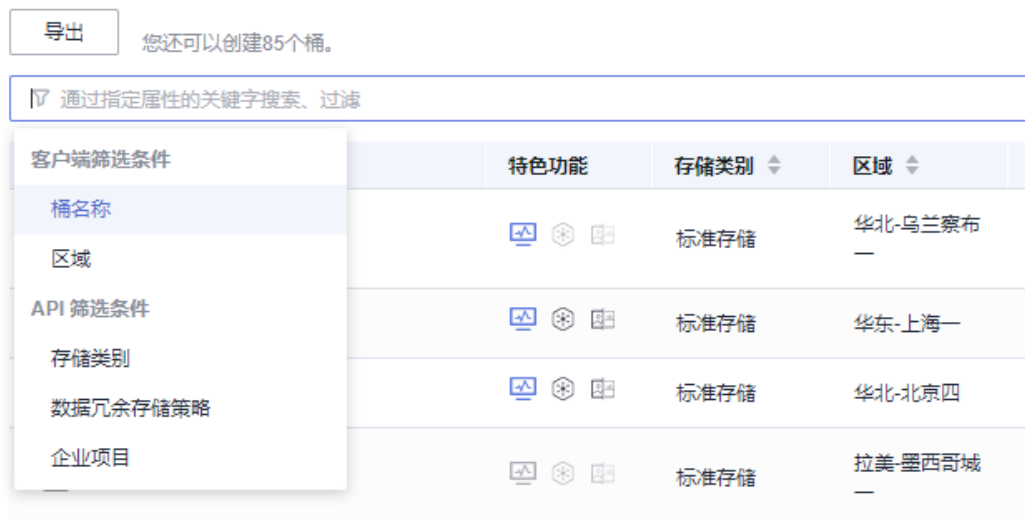 导出
您还可以创建85个桶。
通过指定属性的关键字搜索、过滤
客户端筛选条件
桶名称
区域
API 筛选条件
存储类别
数据冗余存储策略
企业项目
特色功能 存储类别 区域
标准存储 华北-乌兰察布
一
标准存储 华东-上海一
标准存储 华北-北京四
标准存储 拉美-墨西哥城
一